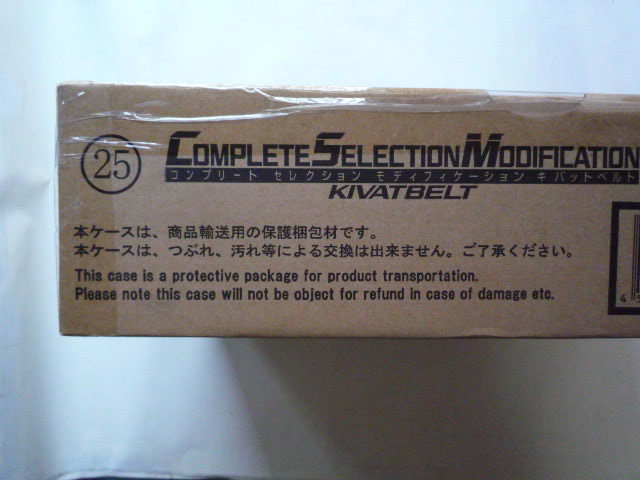 25
COMPLETE SELECTION MODIFICATION
コンプリート セレクション モディフィケーション キバットベルト
KIVATBELT
本ケースは、商品輸送用の保護梱包材です。
本ケースは、つぶれ、汚れ等による交換は出来ません。ご了承ください。
This case is a protective package for product transportation.
Please note this case will not be object for refund in case of damage etc.
4